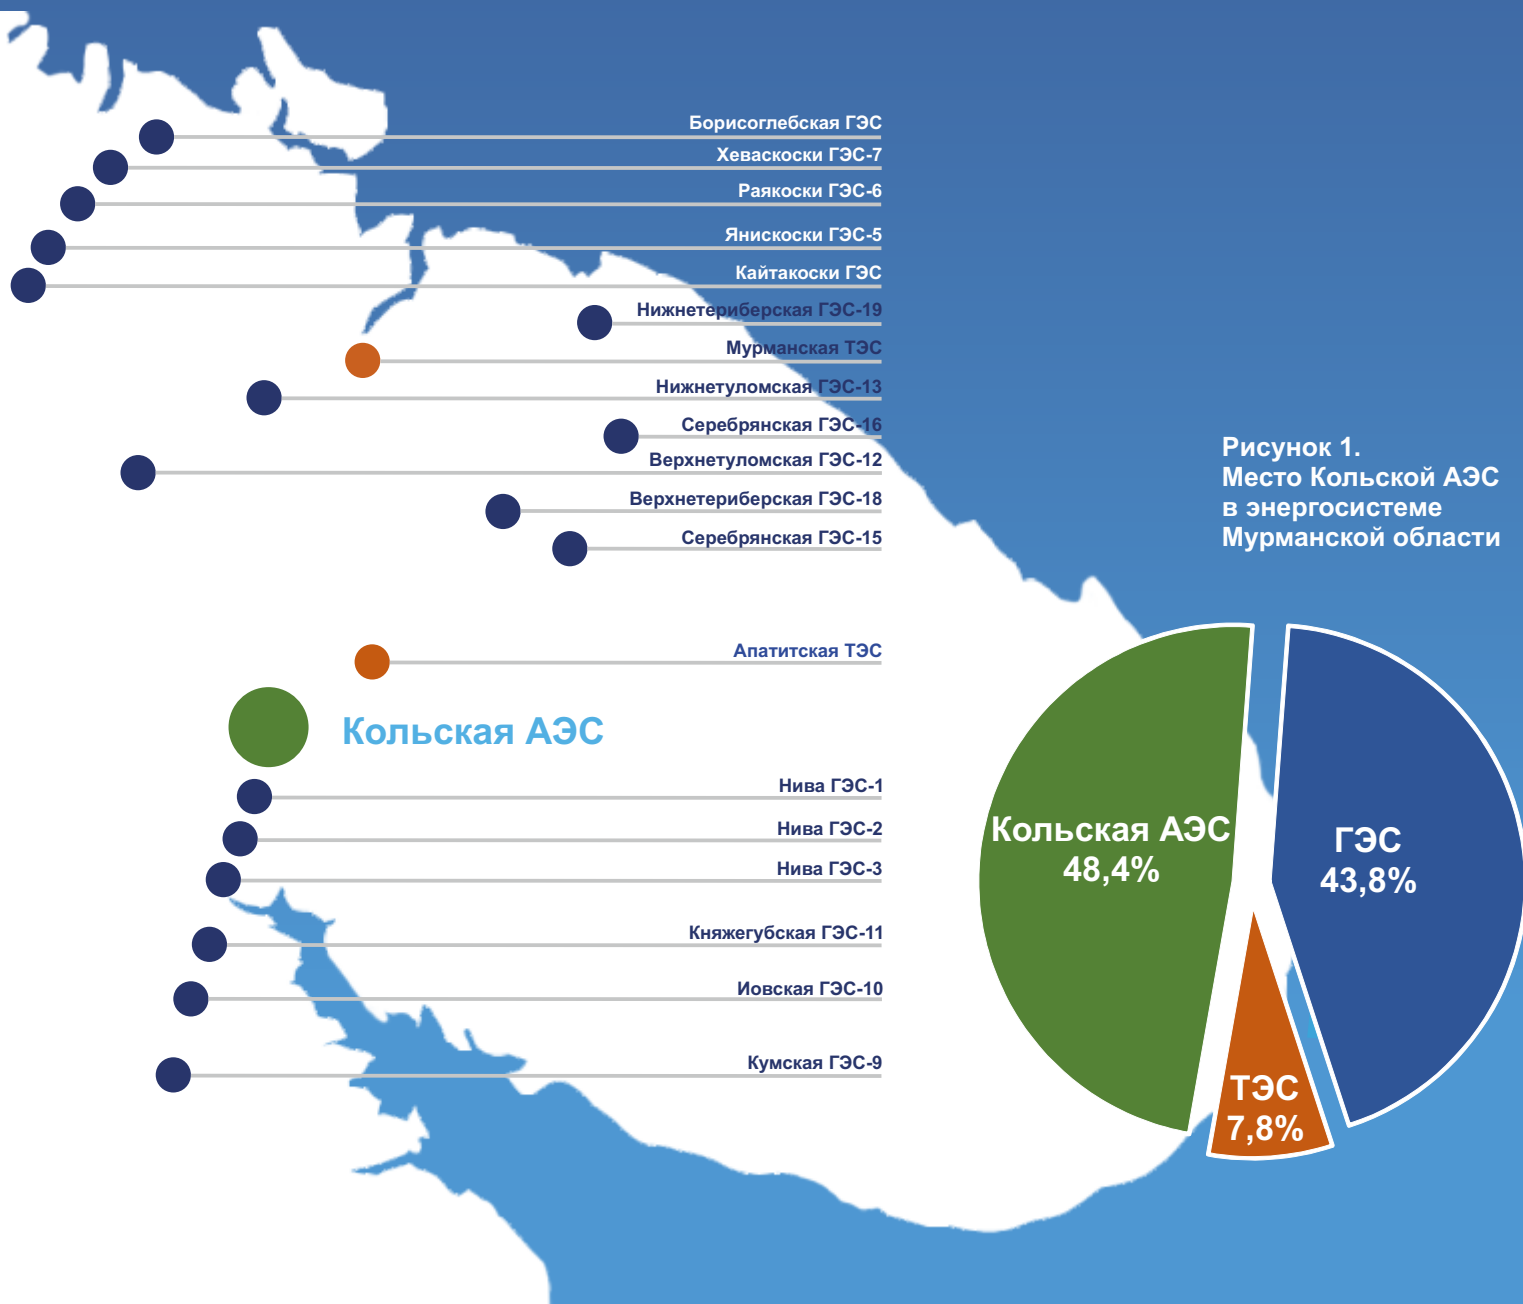 Борисоглебская ГЭС
Хеваскоски ГЭС-7
Раякоски ГЭС-6
Янискоски ГЭС-5
Кайтакоски ГЭС
Нижнетериберская ГЭС-19
Мурманская ТЭС
Нижнетуломская ГЭС-13
Серебрянская ГЭС-16
Верхнетуломская ГЭС-12
Верхнетериберская ГЭС-18
Серебрянская ГЭС-15
Апатитская ТЭС
Кольская АЭС
Нива ГЭС-1
Нива ГЭС-2
Нива ГЭС-3
Княжегубская ГЭС-11
Иовская ГЭС-10
Кумская ГЭС-9
Рисунок 1.
Место Кольской АЭС
в энергосистеме
Мурманской области
Кольская АЭС
48,4%
ГЭС
43,8%
ТЭС
7,8%